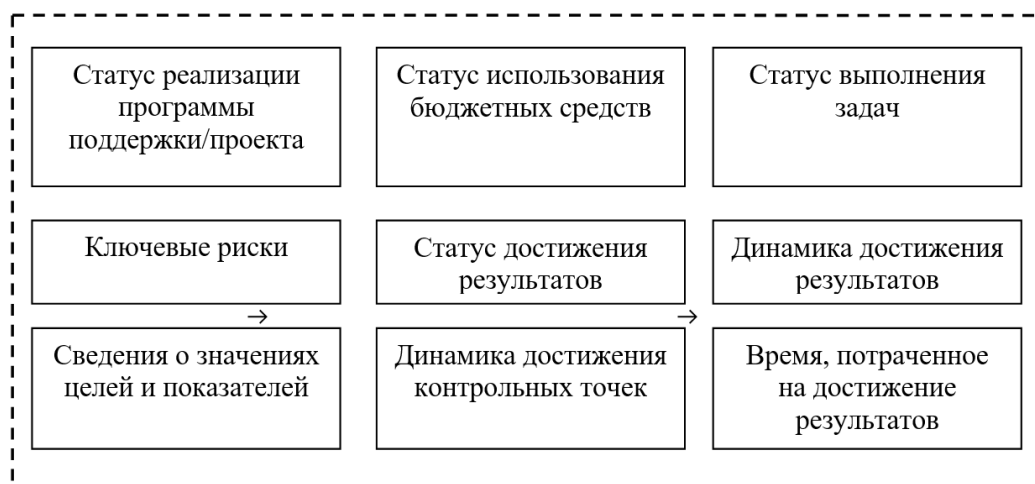 Статус реализации
программы
поддержки/проекта
Статус использования
бюджетных средств
Статус выполнения
задач
Ключевые риски
Статус достижения
результатов
Динамика достижения
результатов
→
→
Сведения о значениях
целей и показателей
Динамика достижения
контрольных точек
Время, потраченное
на достижение
результатов